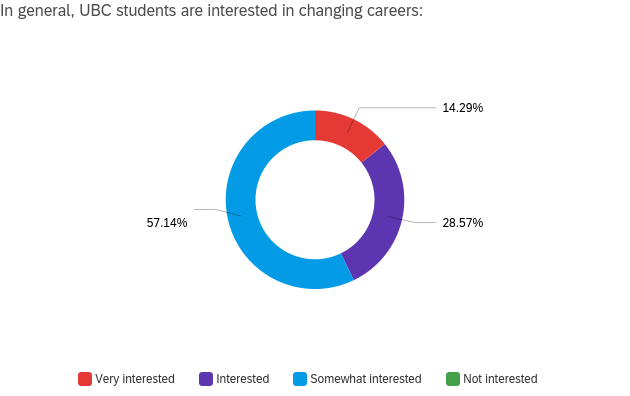 In general, UBC students are interested in changing careers:
14.29%
57.14%
28.57%
Very interested
Interested
Somewhat interested
Not interested